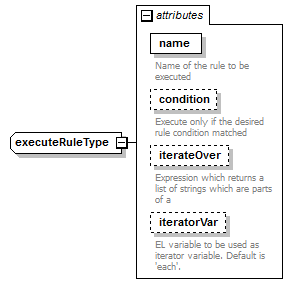 attributes
name
Name of the rule to be
executed
condition
Execute only if the desired
rule condition matched
executeRuleType
iterateOver
Expression which returns a
list of strings which are parts
of a
iteratorVar
EL variable to be used as
iterator variable. Default is
'each'.